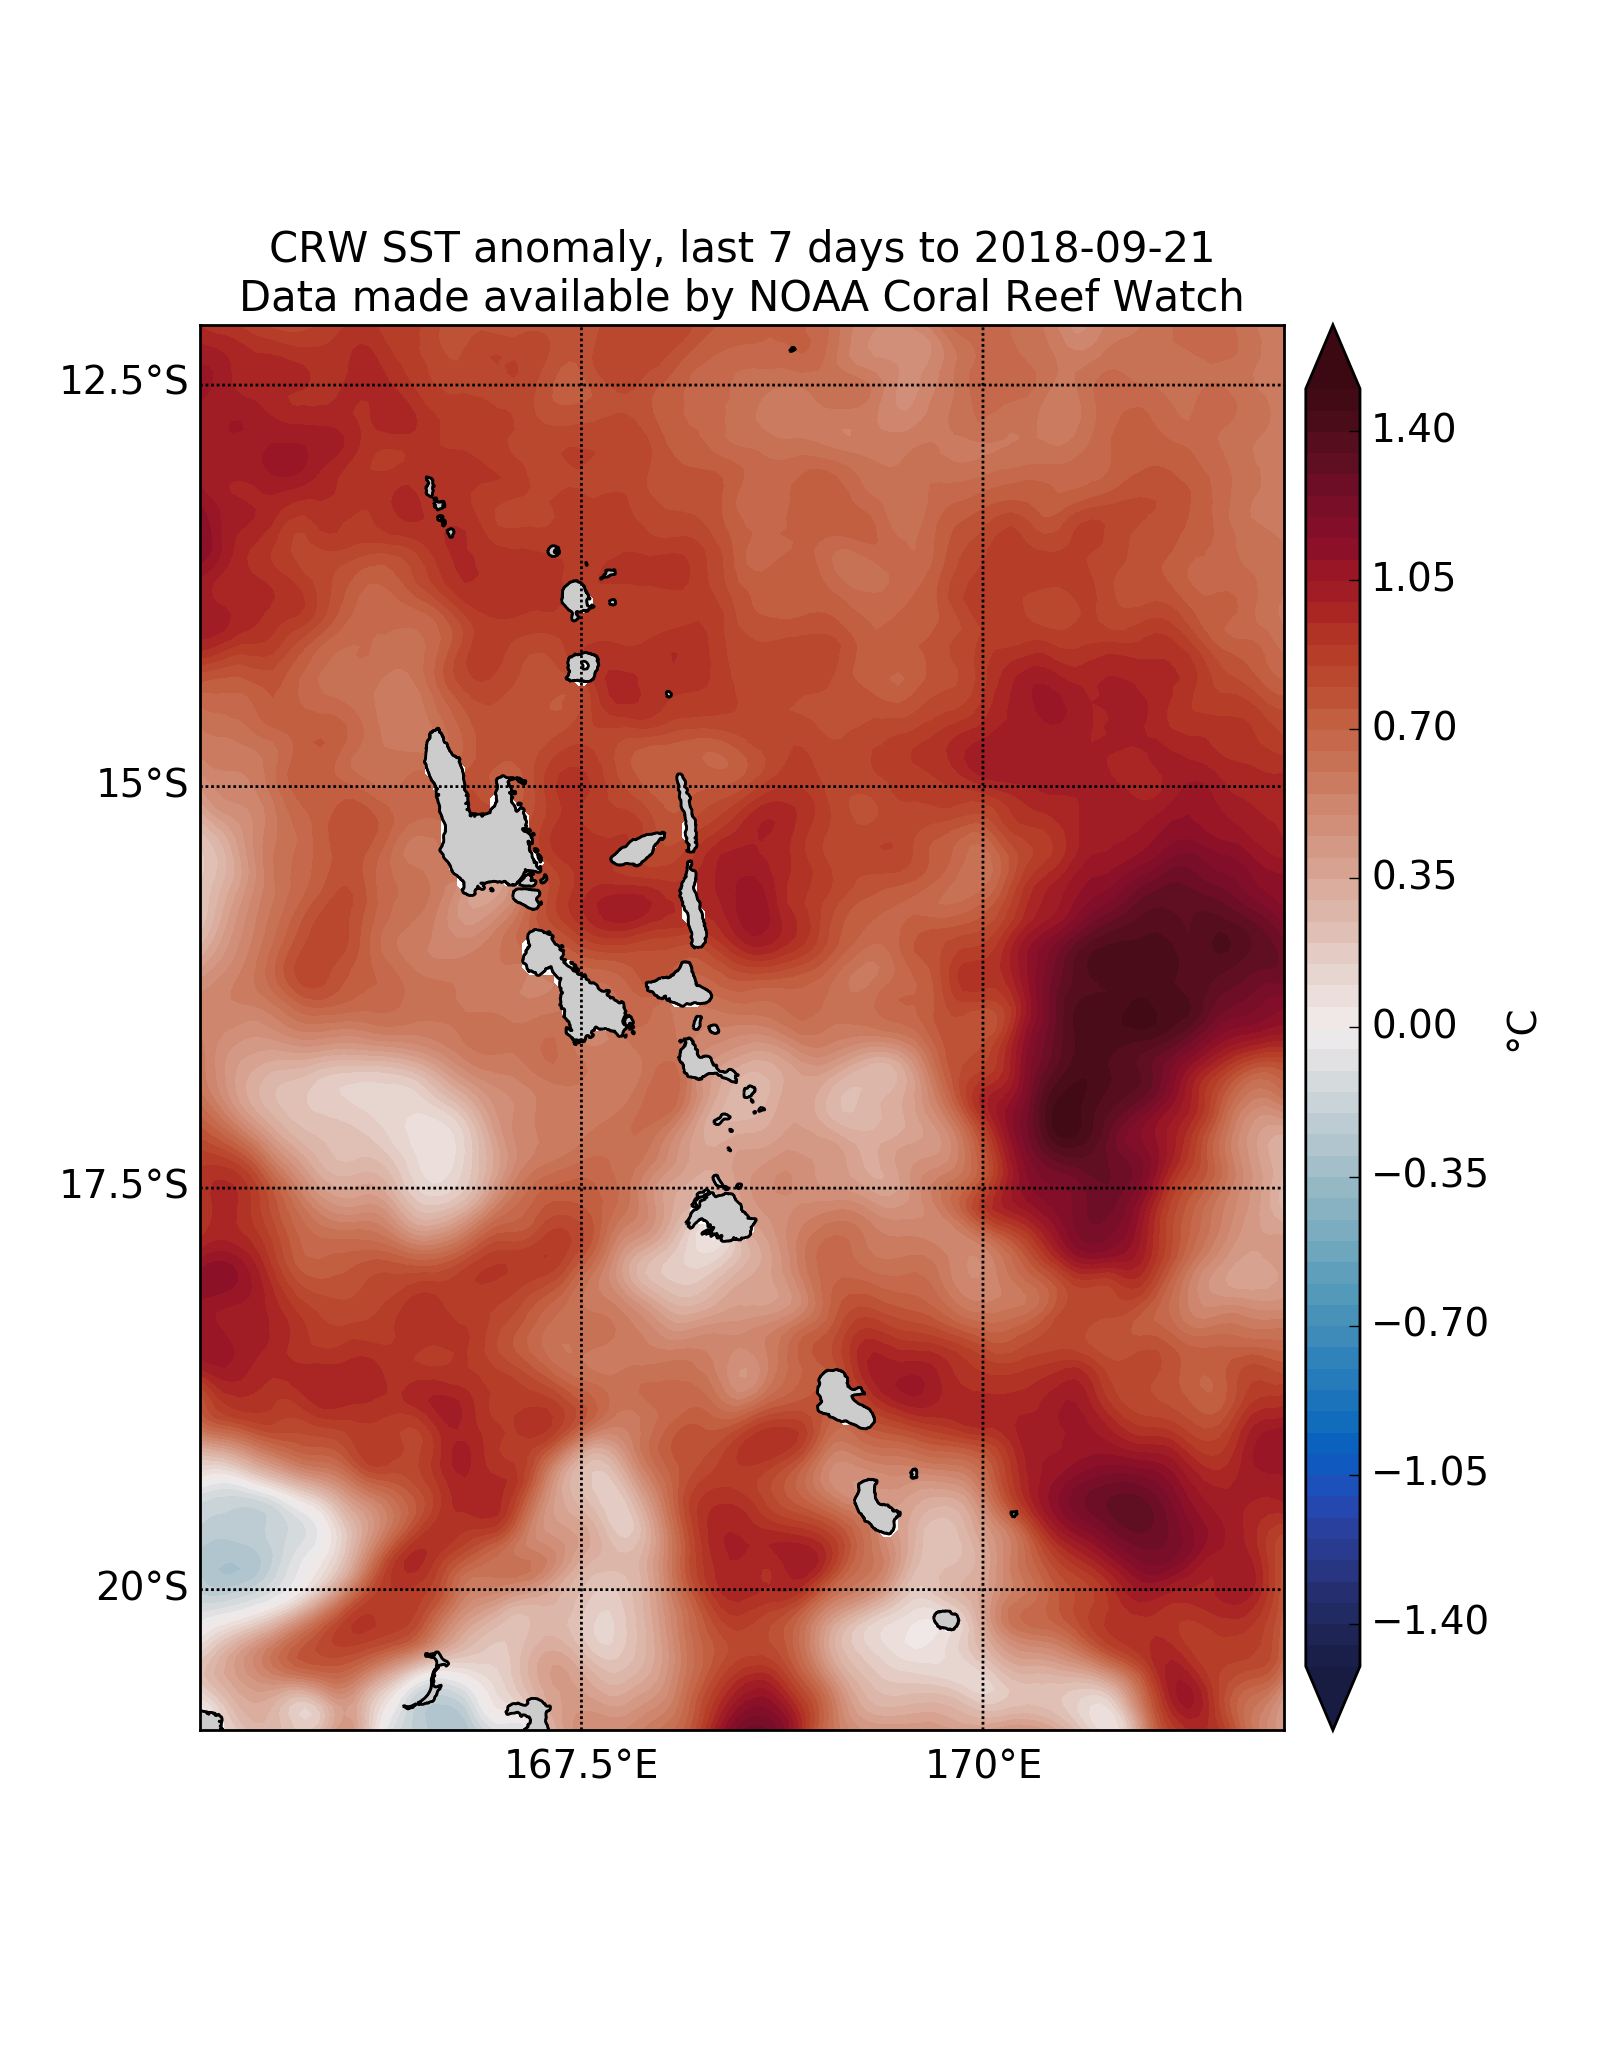 CRW SST anomaly, last 7 days to 2018-09-21
Data made available by NOAA Coral Reef Watch
12.5°S
15°S
17.5°S
20°S
167.5°E
170°E
1.40
1.05
0.70
0.35
0.00
−0.35
−0.70
−1.05
−1.40
°C